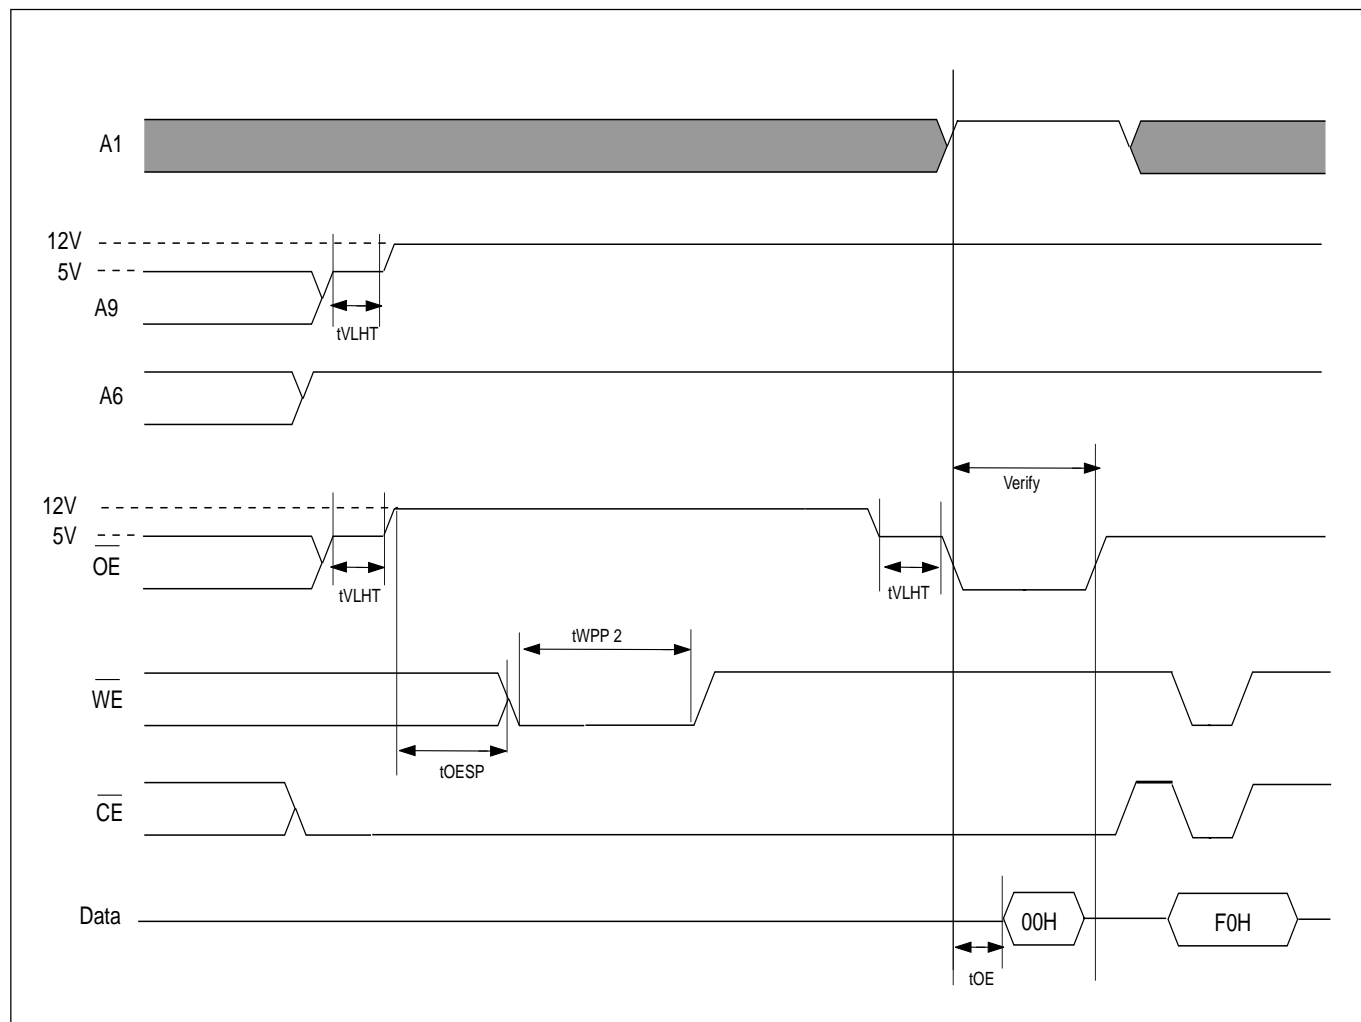 A1
12V
5V
A9
tVLHT
A6
Verify
12V
5V
OE
tVLHT
tVLHT
tWPP 2
WE
tOESP
CE
Data
00H
F0H
tOE